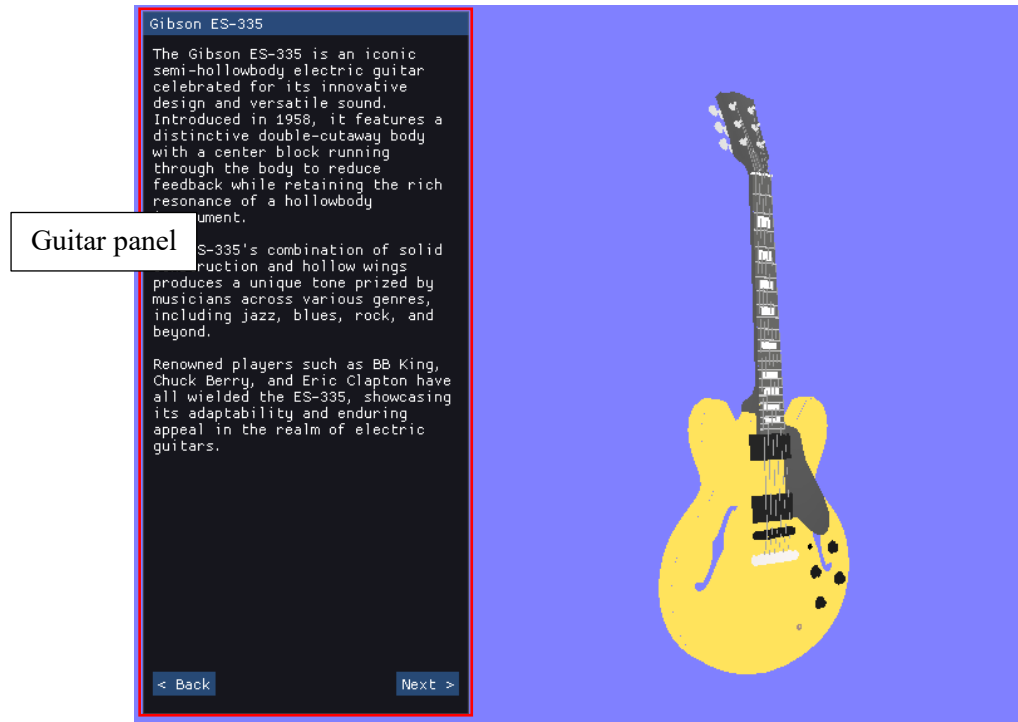 Gibson ES-335
The Gibson ES-335 is an iconic
semi-hollowbody electric guitar
celebrated for its innovative
design and versatile sound.
Introduced in 1958, it features a
distinctive double-cutaway body
with a center block running
through the body to reduce
feedback while retaining the rich
resonance of a hollowbody
ument.
S-335's combination of solid
ruction and hollow wings
produces a unique tone prized by
musicians across various genres,
including jazz, blues, rock, and
beyond.
Renowned players such as BB King,
Chuck Berry, and Eric Clapton have
all wielded the ES-335, showcasing
its adaptability and enduring
appeal in the realm of electric
guitars.
< Back
Next >
Guitar panel